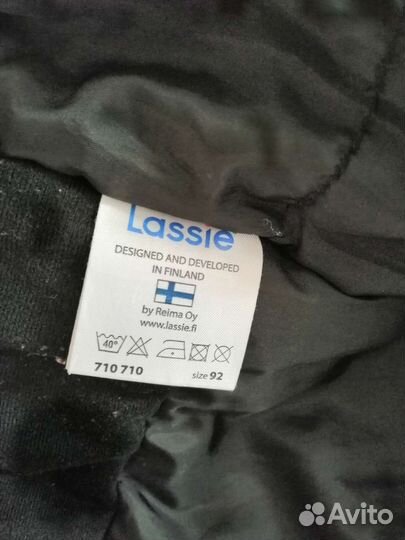 Lassie
DESIGNED AND DEVELOPED
IN FINLAND
by Reima Oy
www.lassie.fi
40°
710 710 size 92
Avito